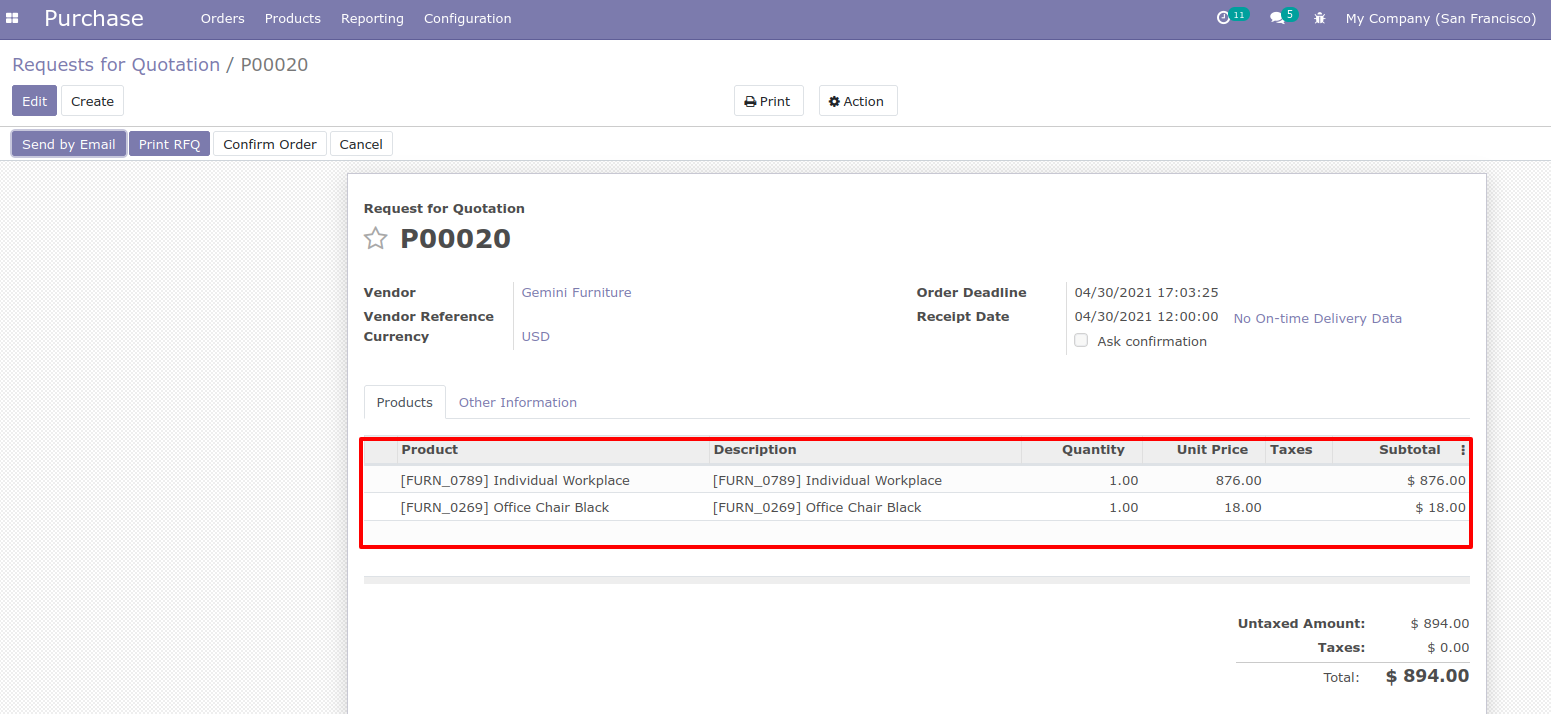 Purchase Orders Products Reporting Configuration 11 5 My Company (San Francisco)
Requests for Quotation / P00020
Edit Create Print Action
Send by Email Print RFQ Confirm Order Cancel
Request for Quotation
P00020
Vendor Gemini Furniture Order Deadline 04/30/2021 17:03:25
Vendor Reference Receipt Date 04/30/2021 12:00:00 No On-time Delivery Data
Currency USD Ask confirmation
Products Other Information
Product Description Quantity Unit Price Taxes Subtotal
[FURN_0789] Individual Workplace [FURN_0789] Individual Workplace 1.00 876.00 $ 876.00
[FURN_0269] Office Chair Black [FURN_0269] Office Chair Black 1.00 18.00 $ 18.00
Untaxed Amount: $ 894.00
Taxes: $ 0.00
Total: $ 894.00